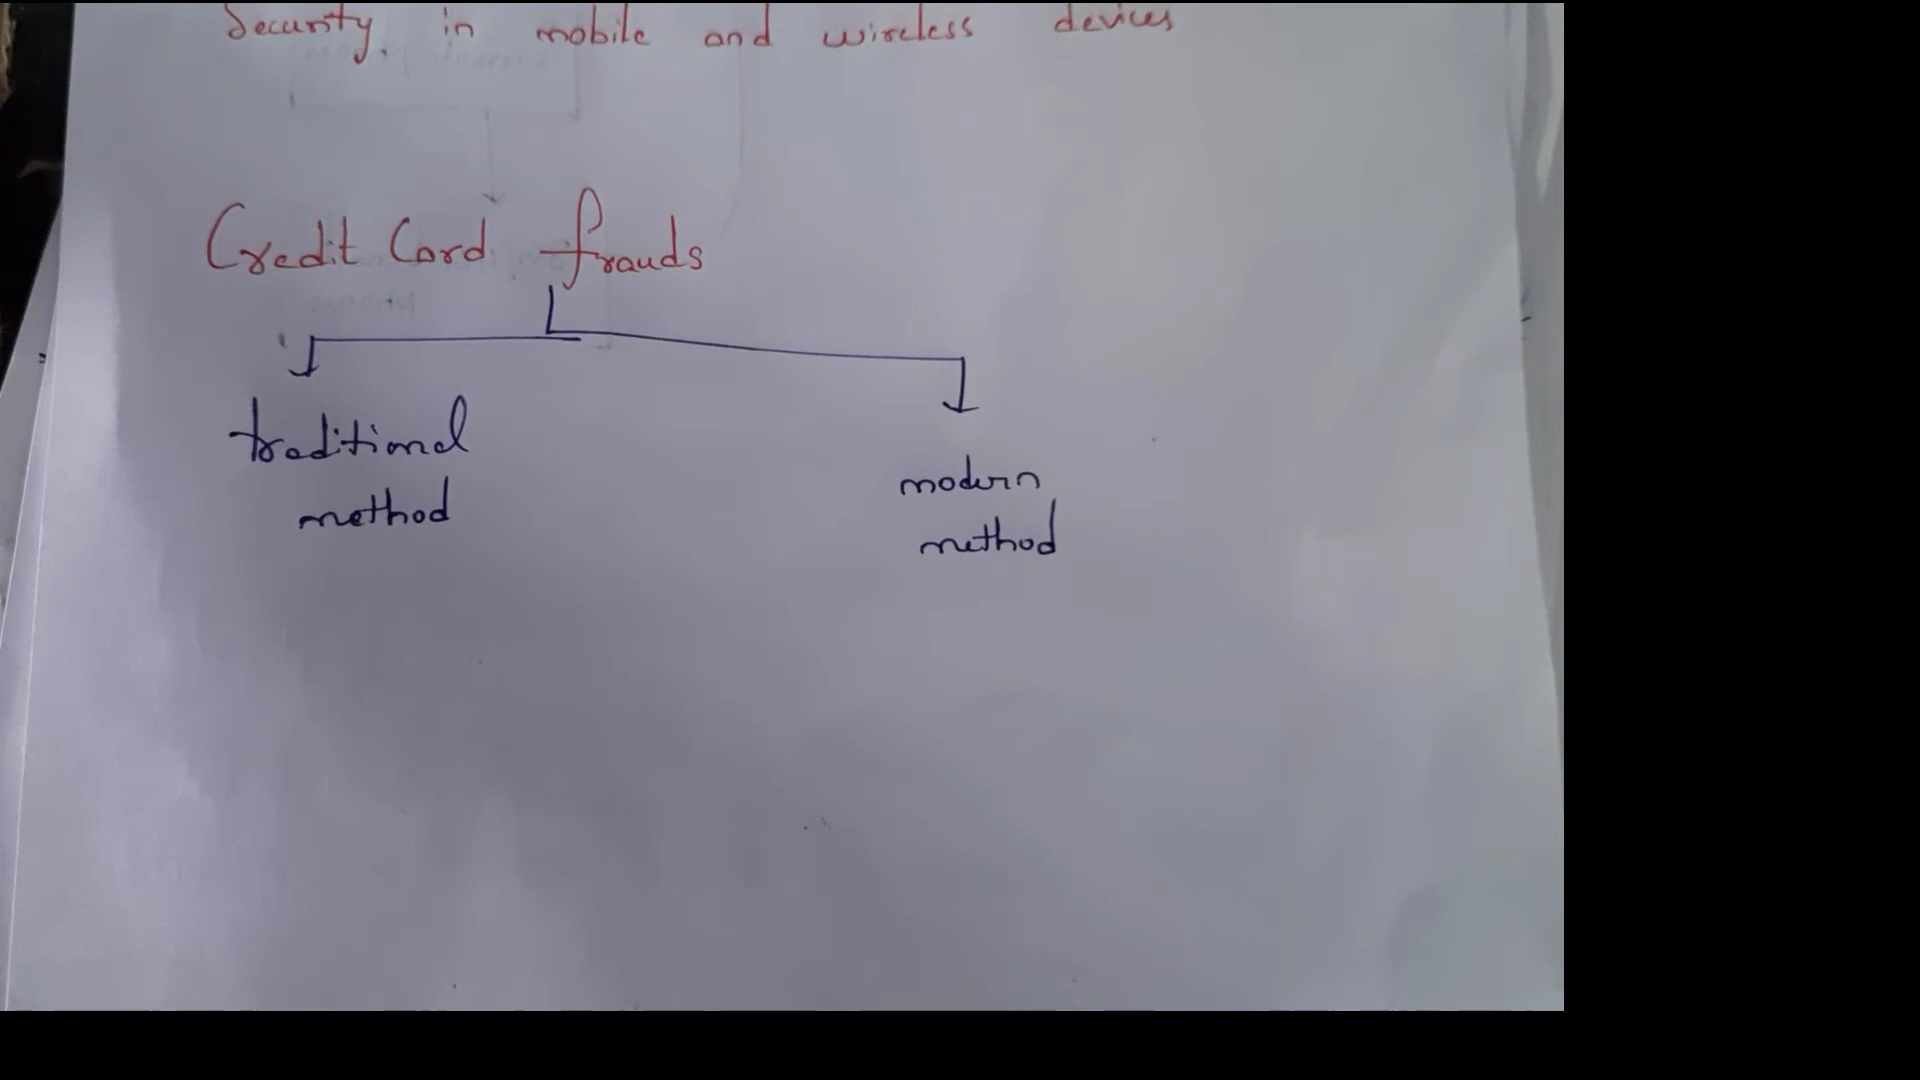 Security in mobile and wireless devices
Credit Card frauds
traditional
method
modern
method